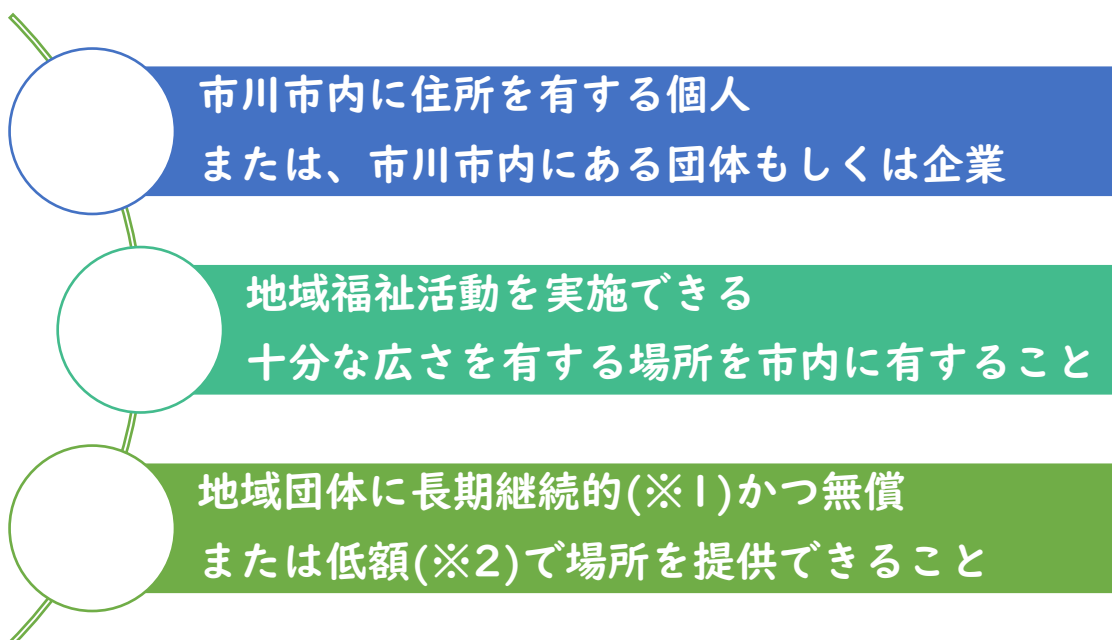 市川市内に住所を有する個人
または、市川市内にある団体もしくは企業
地域福祉活動を実施できる
十分な広さを有する場所を市内に有すること
地域団体に長期継続的(※1)かつ無償
または低額(※2)で場所を提供できること